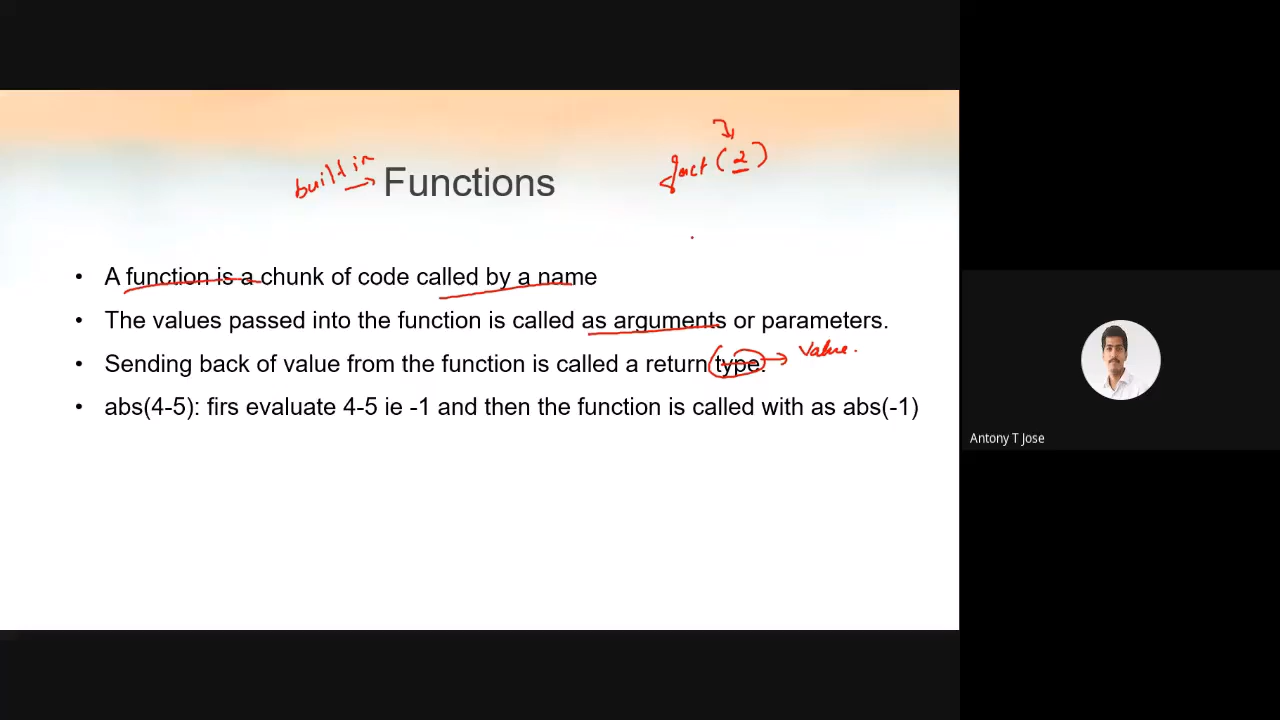 built in
fact (2)
Functions
• A function is a chunk of code called by a name
• The values passed into the function is called as arguments or parameters.
• Sending back of value from the function is called a return type.
value.
• abs(4-5): firs evaluate 4-5 ie -1 and then the function is called with as abs(-1)
Antony T Jose